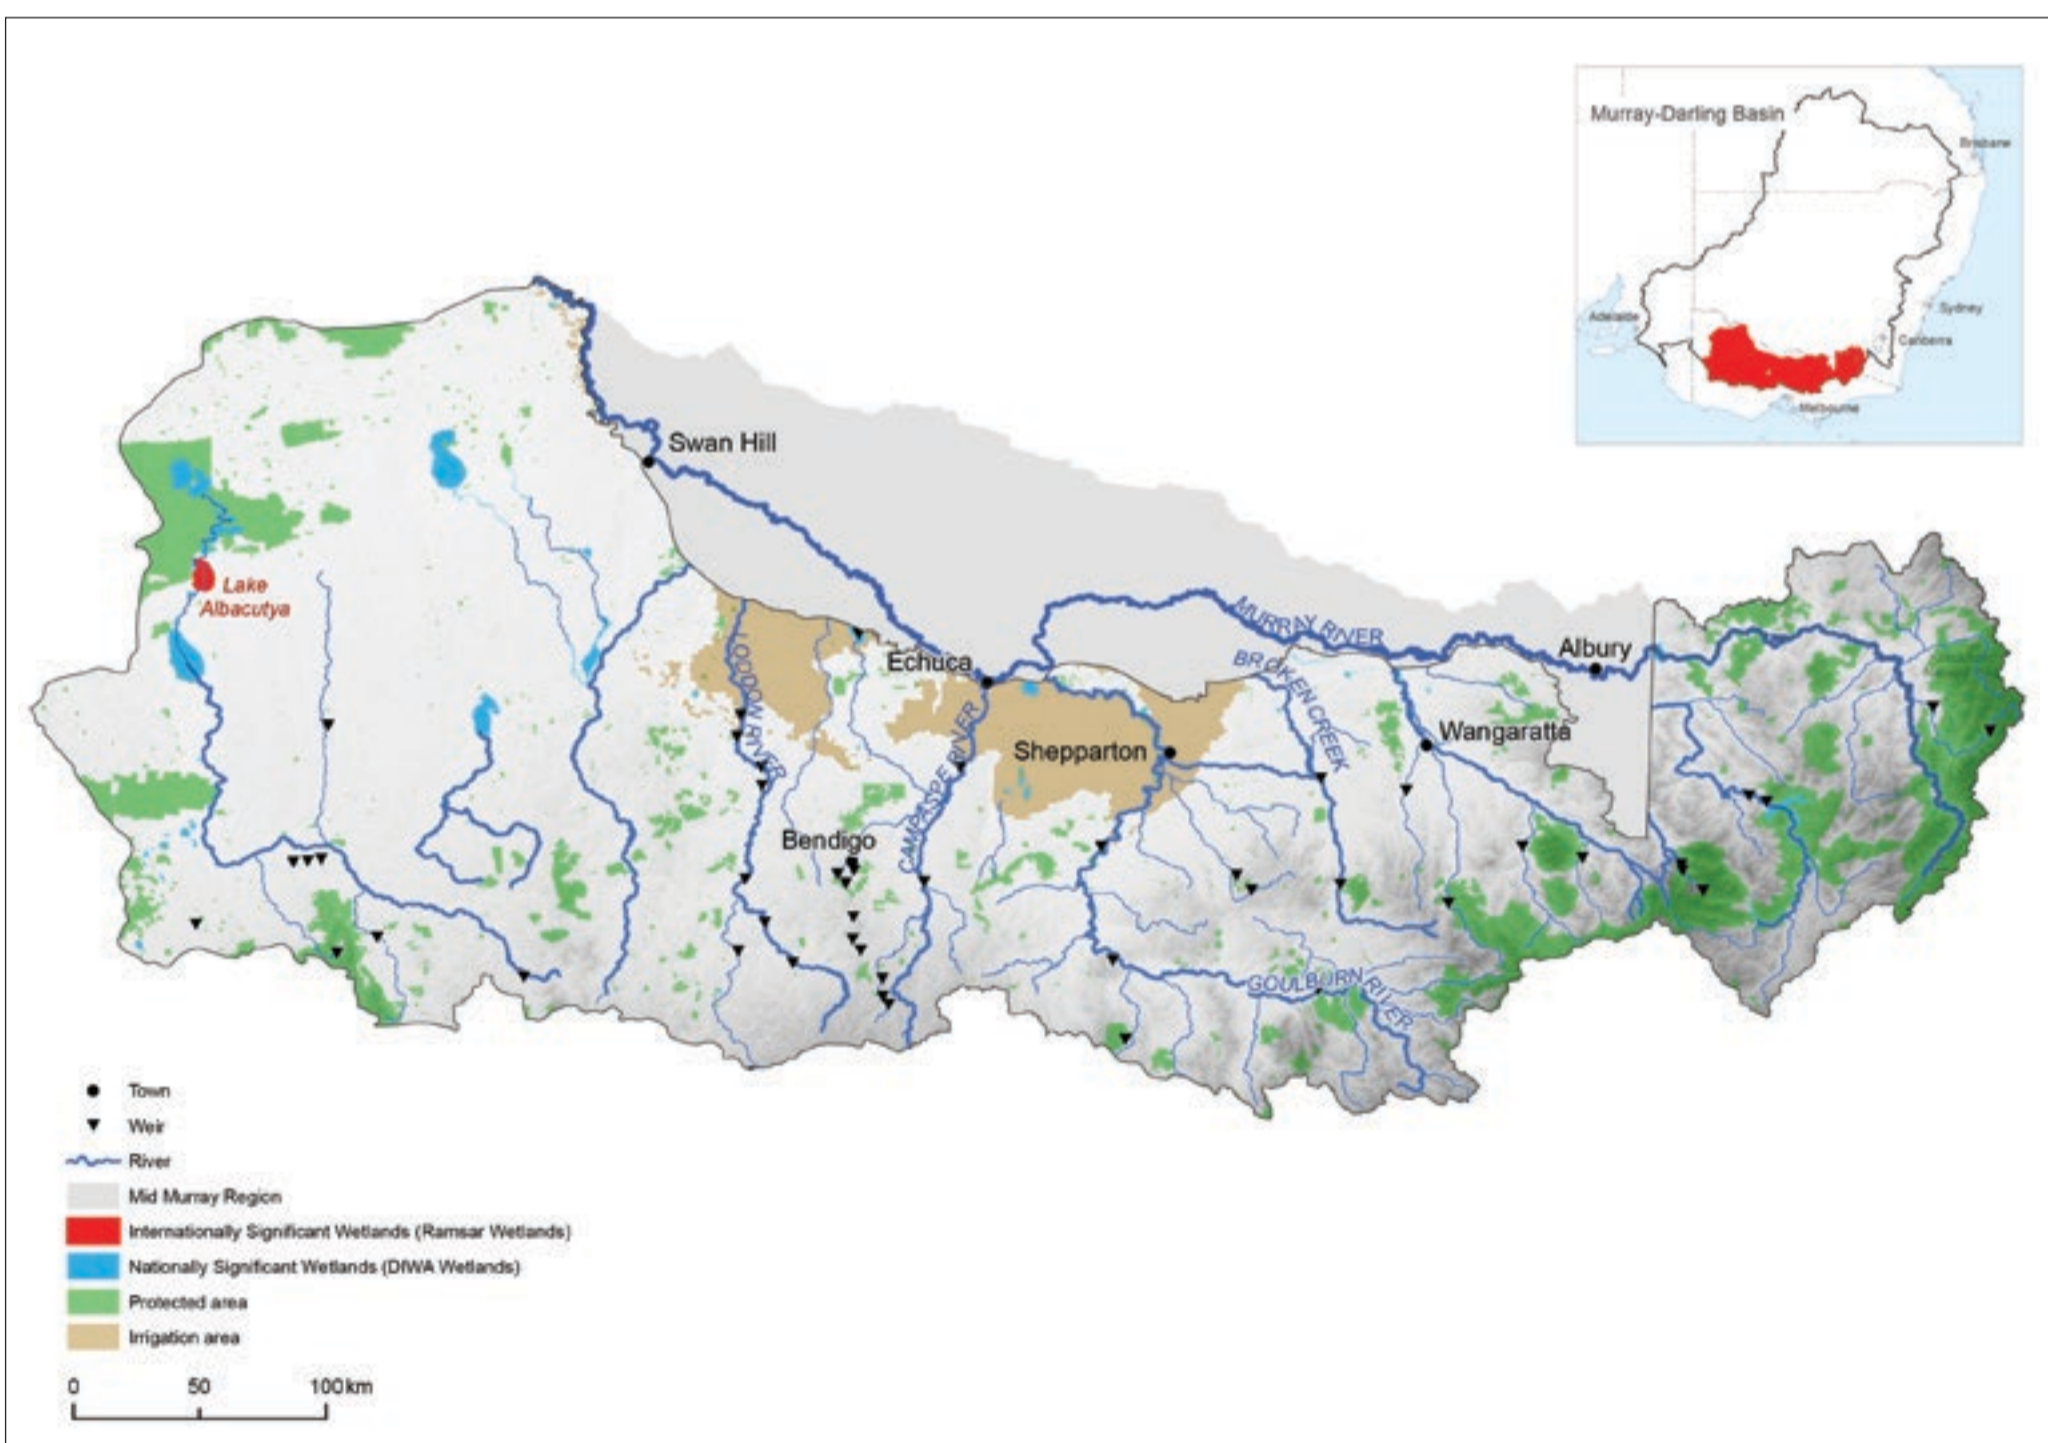 Murray-Darling Basin
Brisbane
Adelaide
Sydney
Canberra
Melbourne
Swan Hill
Lake
Albacutya
MURRAY RIVER
Albury
Echuca
BROKEN CREEK
LODDON RIVER
CAMPASPE RIVER
Shepparton
Wangaratta
Bendigo
GOULBURN RIVER
Town
Weir
River
Mid Murray Region
Internationally Significant Wetlands (Ramsar Wetlands)
Nationally Significant Wetlands (DIWA Wetlands)
Protected area
Irrigation area
0 50 100 km